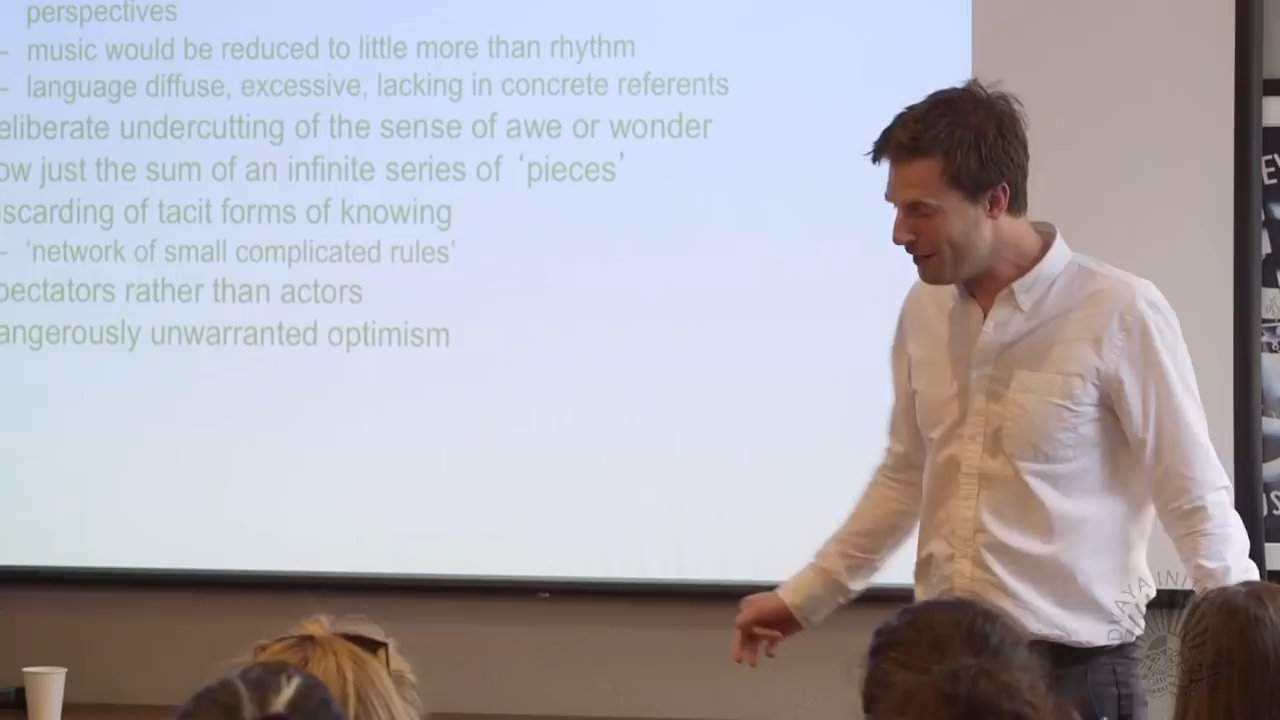 perspectives
– music would be reduced to little more than rhythm
– language diffuse, excessive, lacking in concrete referents
eliberate undercutting of the sense of awe or wonder
ow just the sum of an infinite series of ‘pieces’
iscarding of tacit forms of knowing
– ‘network of small complicated rules’
pectators rather than actors
angerously unwarranted optimism